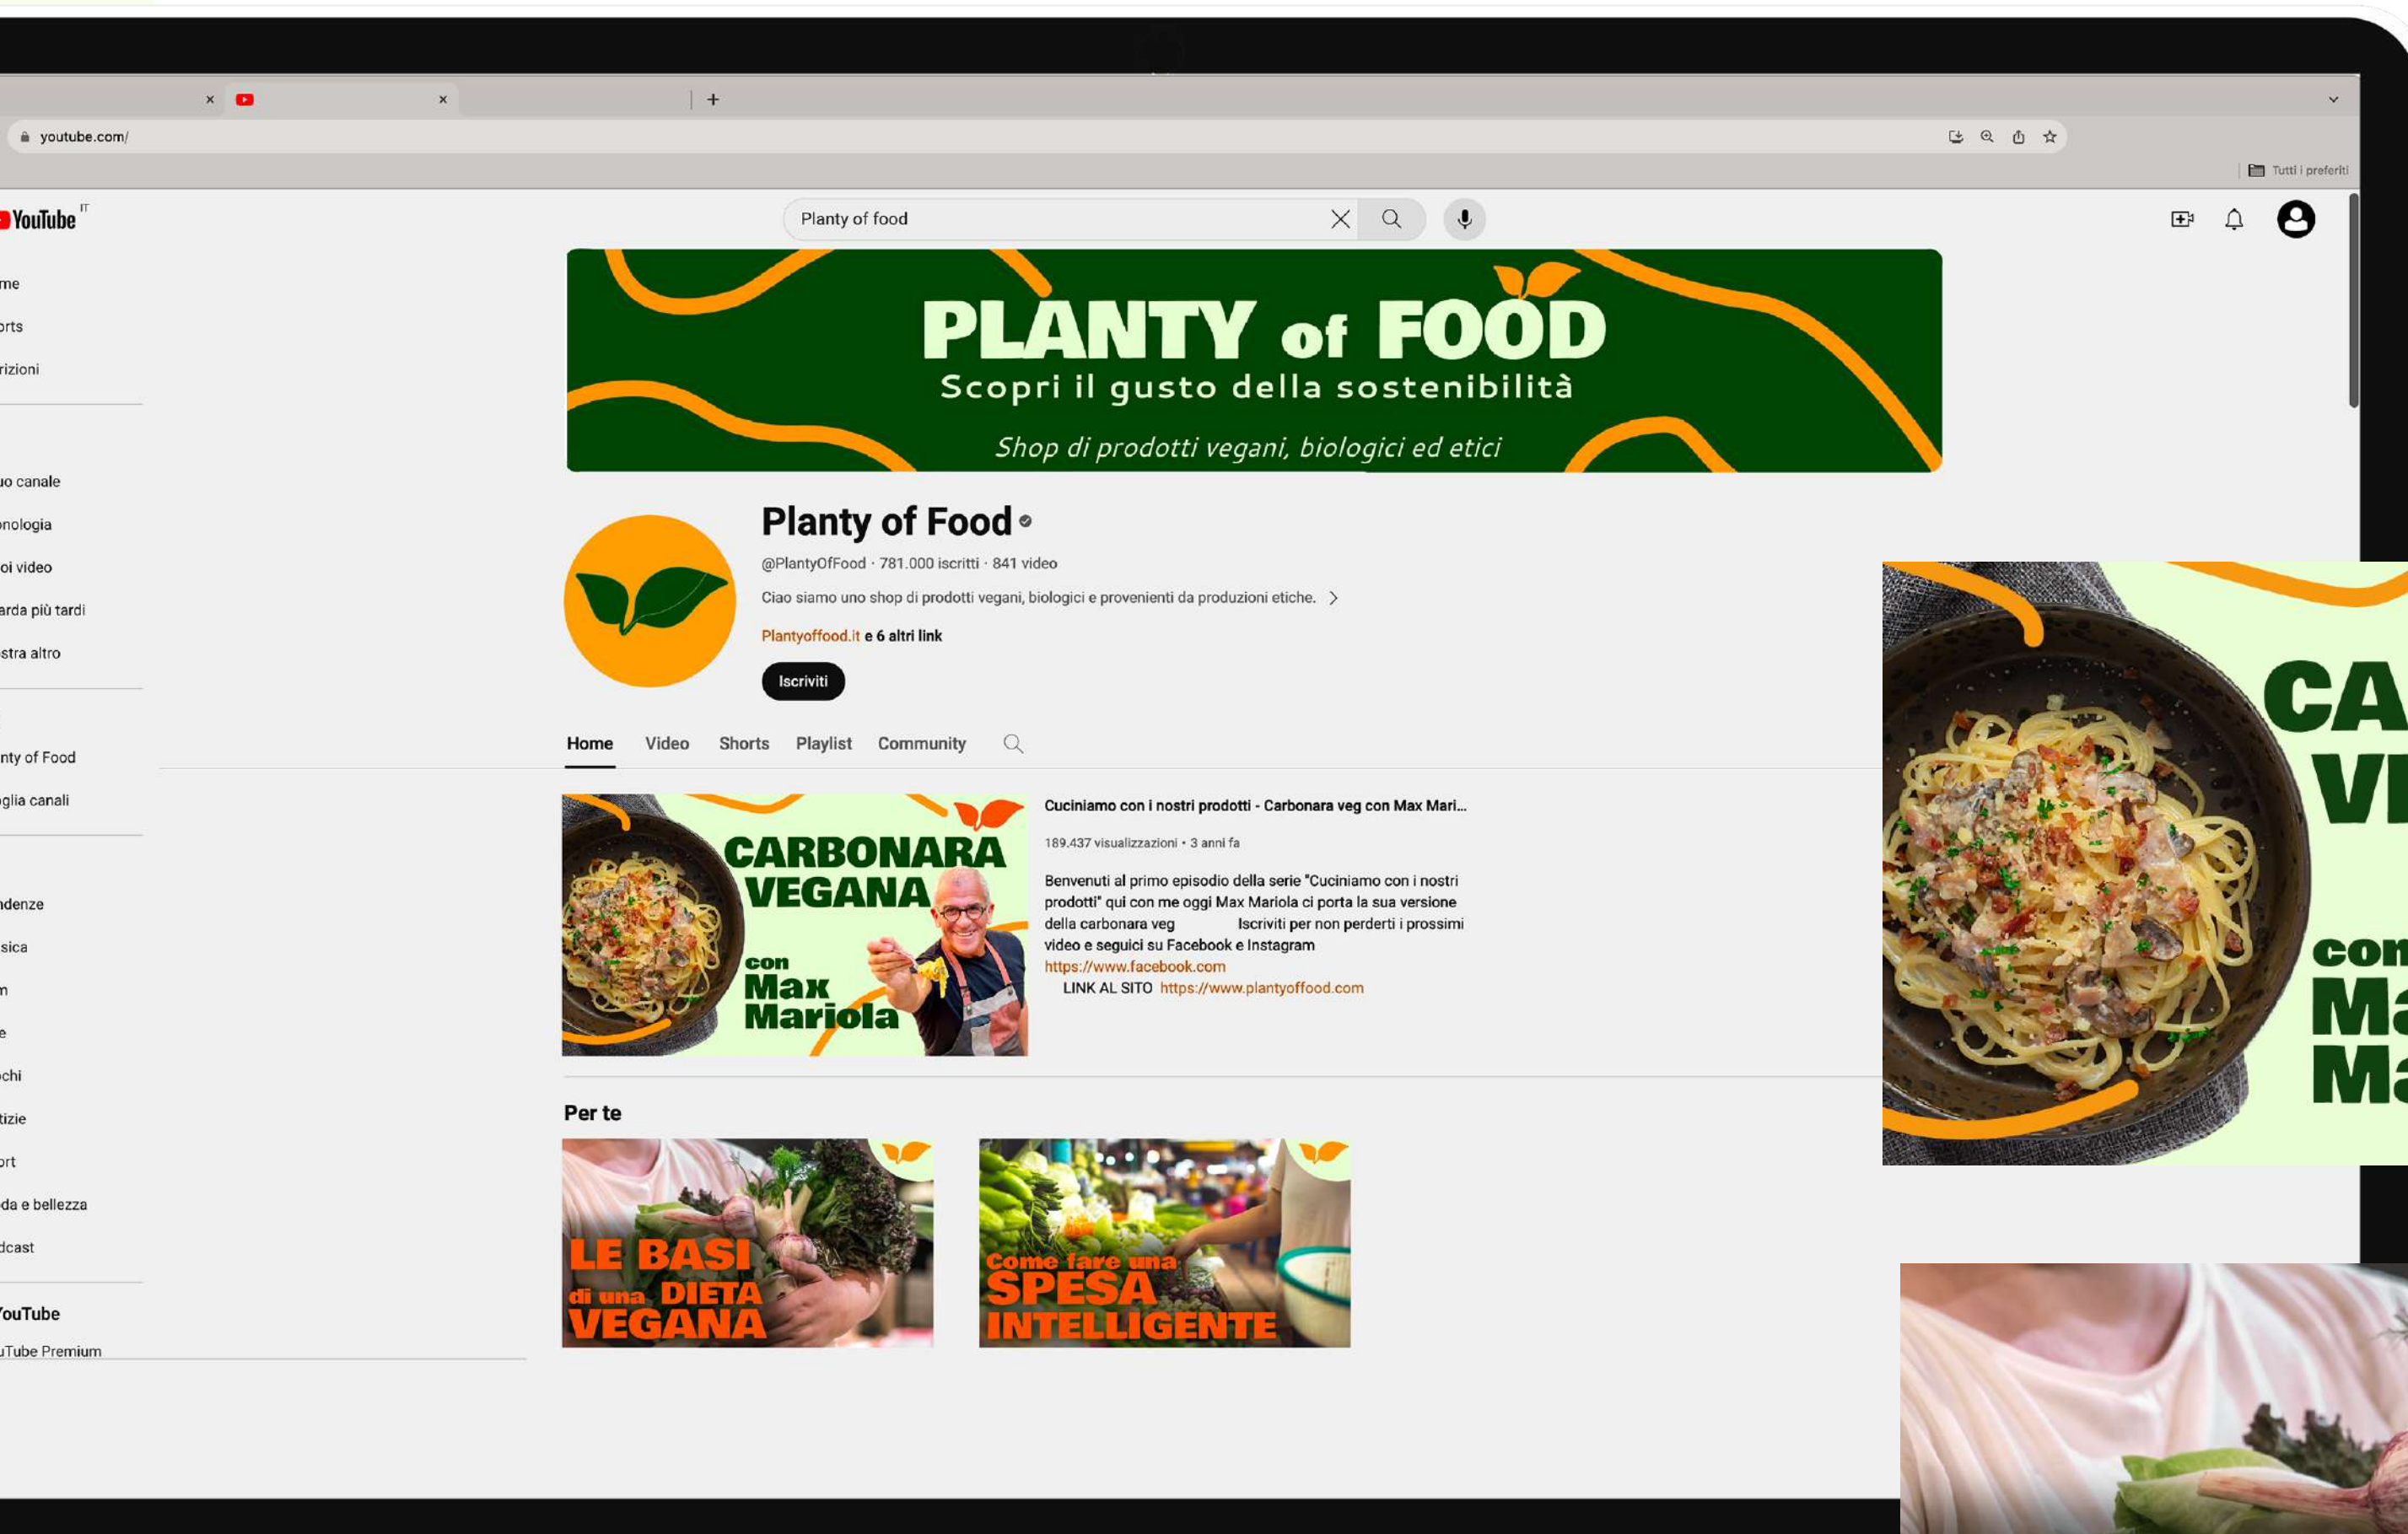 youtube.com/
Tutti i preferiti
YouTube IT
Planty of food
me
orts
rizioni
uo canale
onologia
oi video
arda più tardi
stra altro
nty of Food
oglia canali
ndenze
sica
m
e
ochi
tizie
ort
da e bellezza
dcast
YouTube
uTube Premium
PLANTY of FOOD
Scopri il gusto della sostenibilità
Shop di prodotti vegani, biologici ed etici
Planty of Food
@PlantyOfFood · 781.000 iscritti · 841 video
Ciao siamo uno shop di prodotti vegani, biologici e provenienti da produzioni etiche. >
Plantyoffood.it e 6 altri link
Iscriviti
Home Video Shorts Playlist Community
CARBONARA
VEGANA
con
Max
Mariola
Cuciniamo con i nostri prodotti - Carbonara veg con Max Mari...
189.437 visualizzazioni • 3 anni fa
Benvenuti al primo episodio della serie "Cuciniamo con i nostri
prodotti" qui con me oggi Max Mariola ci porta la sua versione
della carbonara veg Iscriviti per non perderti i prossimi
video e seguici su Facebook e Instagram
https://www.facebook.com
LINK AL SITO https://www.plantyoffood.com
Per te
LE BASI
di una DIETA
VEGANA
Come fare una
SPESA
INTELLIGENTE
CA
VE
con
Ma
Ma